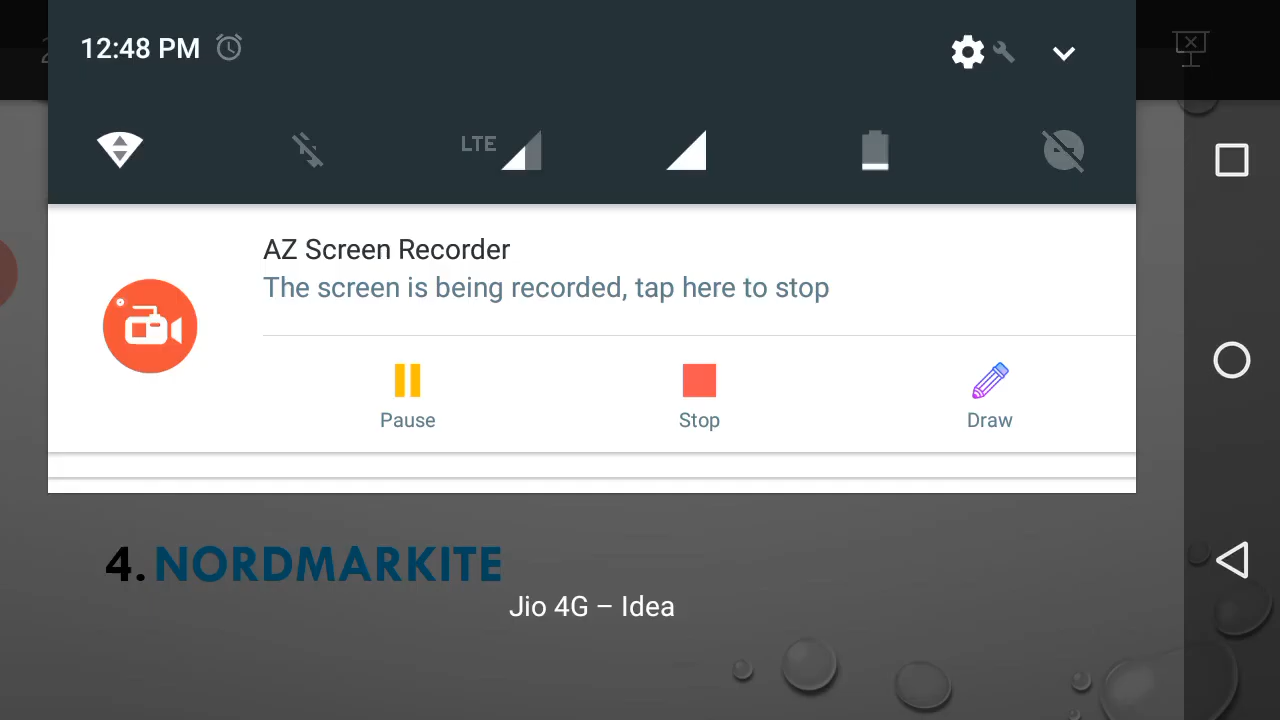 12:48 PM
LTE
AZ Screen Recorder
The screen is being recorded, tap here to stop
Pause
Stop
Draw
4. NORDMARKITE
Jio 4G – Idea